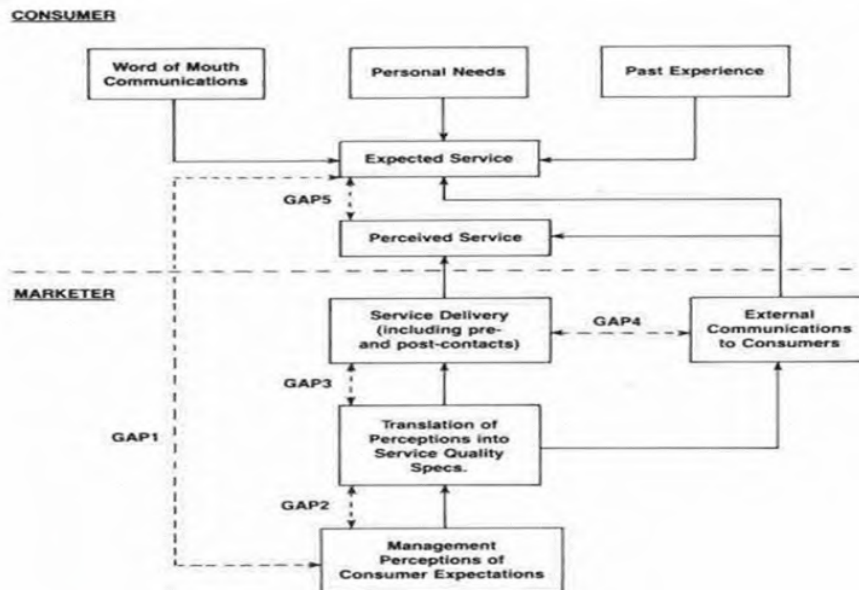 CONSUMER
Word of Mouth
Communications
Personal Needs
Past Experience
Expected Service
GAP5
Perceived Service
MARKETER
Service Delivery
(including pre-
and post-contacts)
GAP4
External
Communications
to Consumers
GAP3
Translation of
Perceptions into
Service Quality
Specs.
GAP1
GAP2
Management
Perceptions of
Consumer Expectations